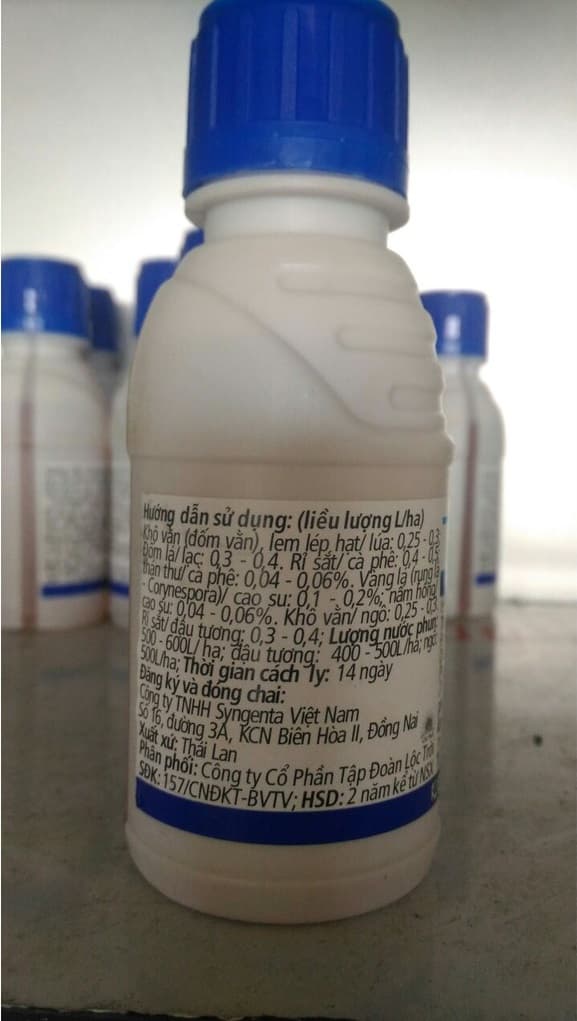 Hướng dẫn sử dụng: (liều lượng L/ha)
Khô vằn (đốm vằn), lem lép hạt/ lúa: 0,25 - 0,3
Đốm lá/ lạc: 0,3 - 0,4. Rỉ sắt/ cà phê: 0,4 - 0,5
thán thư/ cà phê: 0,04 - 0,06%. Vàng lá (rụng lá
- Corynespora)/ cao su: 0,1 - 0,2%; nấm hồng/
cao su: 0,04 - 0,06%. Khô vằn/ ngô: 0,25 - 0,3.
Rỉ sắt/ đậu tương: 0,3 - 0,4; Lượng nước phun:
500 - 600L/ ha; đậu tương: 400 - 500L/ha; ngô:
500L/ha; Thời gian cách ly: 14 ngày
Đăng ký và đóng chai:
Công ty TNHH Syngenta Việt Nam
Số 16, đường 3A, KCN Biên Hòa II, Đồng Nai
Xuất xứ: Thái Lan
Phân phối: Công ty Cổ Phần Tập Đoàn Lộc Trời
SĐK: 157/CNĐKT-BVTV; HSD: 2 năm kể từ NSX